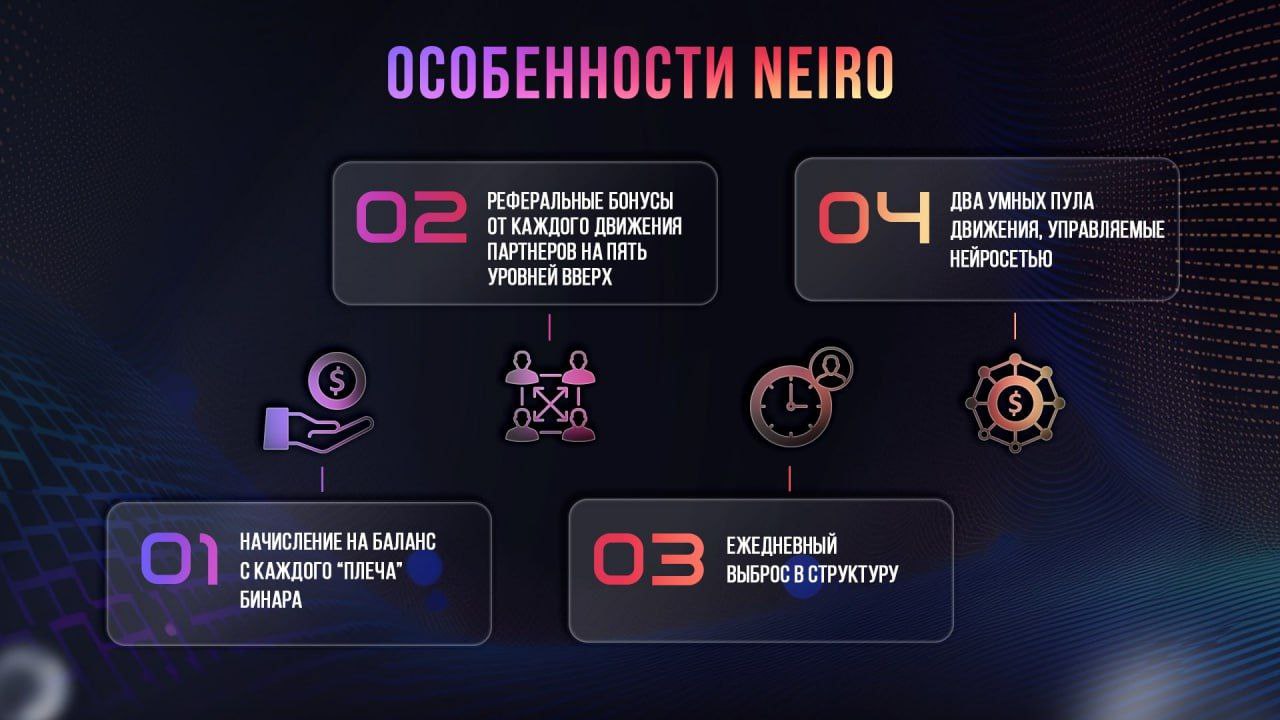 ОСОБЕННОСТИ NEIRO
01
НАЧИСЛЕНИЕ НА БАЛАНС
С КАЖДОГО “ПЛЕЧА”
БИНАРА
02
РЕФЕРАЛЬНЫЕ БОНУСЫ
ОТ КАЖДОГО ДВИЖЕНИЯ
ПАРТНЕРОВ НА ПЯТЬ
УРОВНЕЙ ВВЕРХ
03
ЕЖЕДНЕВНЫЙ
ВЫБРОС В СТРУКТУРУ
04
ДВА УМНЫХ ПУЛА
ДВИЖЕНИЯ, УПРАВЛЯЕМЫЕ
НЕЙРОСЕТЬЮ